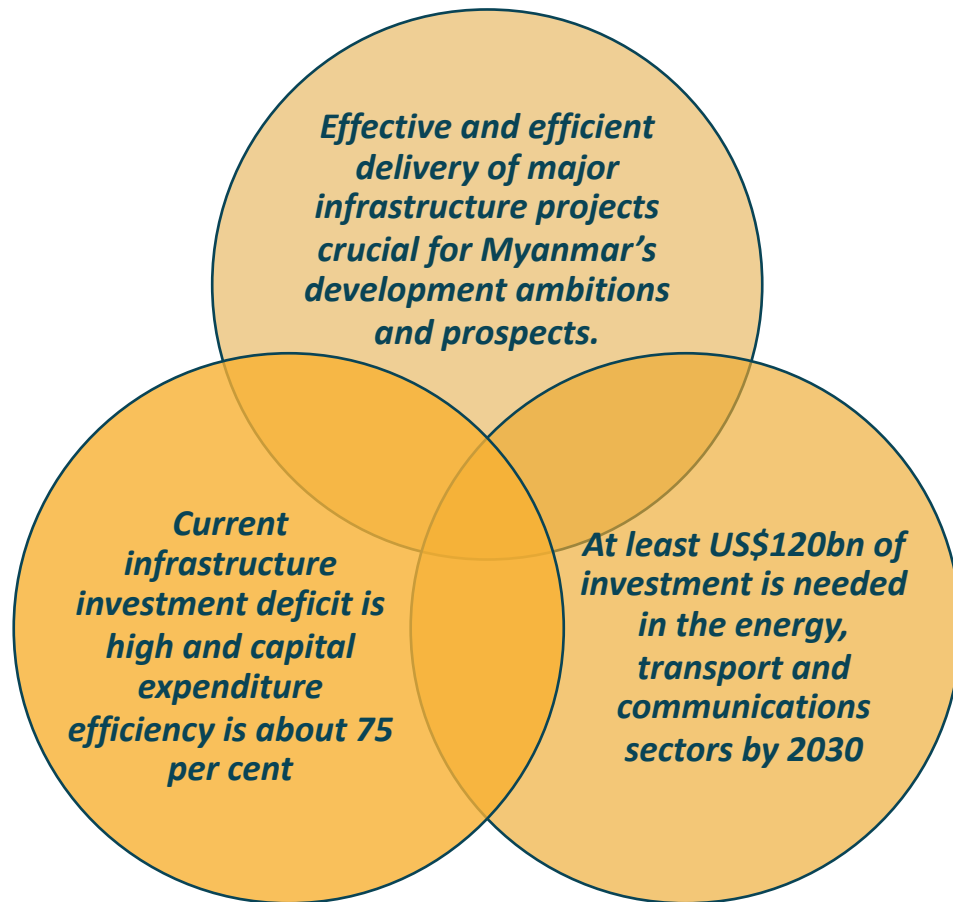 Effective and efficient
delivery of major
infrastructure projects
crucial for Myanmar’s
development ambitions
and prospects.
Current
infrastructure
investment deficit is
high and capital
expenditure
efficiency is about 75
per cent
At least US$120bn of
investment is needed
in the energy,
transport and
communications
sectors by 2030